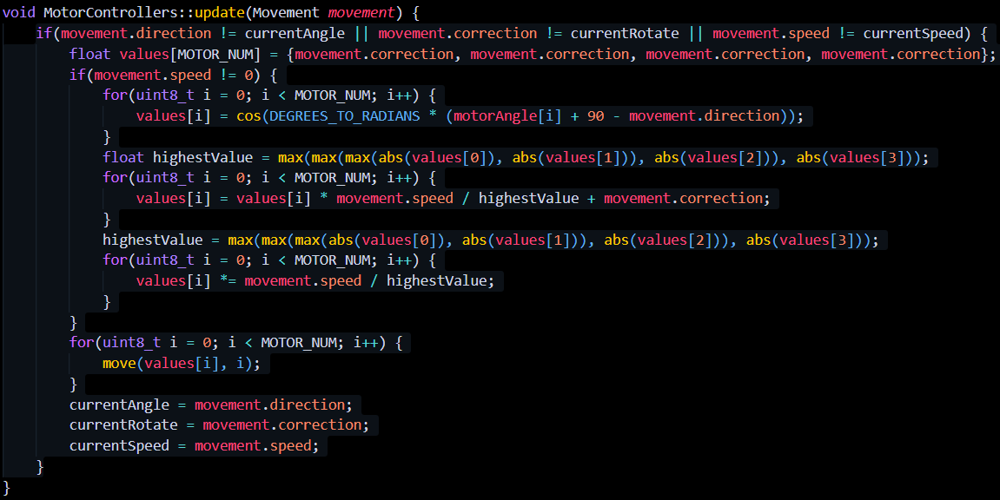 void MotorControllers::update(Movement movement) {
    if(movement.direction != currentAngle || movement.correction != currentRotate || movement.speed != currentSpeed) {
        float values[MOTOR_NUM] = {movement.correction, movement.correction, movement.correction, movement.correction};
        if(movement.speed != 0) {
            for(uint8_t i = 0; i < MOTOR_NUM; i++) {
                values[i] = cos(DEGREES_TO_RADIANS * (motorAngle[i] + 90 - movement.direction));
            }
            float highestValue = max(max(max(abs(values[0]), abs(values[1])), abs(values[2])), abs(values[3]));
            for(uint8_t i = 0; i < MOTOR_NUM; i++) {
                values[i] = values[i] * movement.speed / highestValue + movement.correction;
            }
            highestValue = max(max(max(abs(values[0]), abs(values[1])), abs(values[2])), abs(values[3]));
            for(uint8_t i = 0; i < MOTOR_NUM; i++) {
                values[i] *= movement.speed / highestValue;
            }
        }
        for(uint8_t i = 0; i < MOTOR_NUM; i++) {
            move(values[i], i);
        }
        currentAngle = movement.direction;
        currentRotate = movement.correction;
        currentSpeed = movement.speed;
    }
}